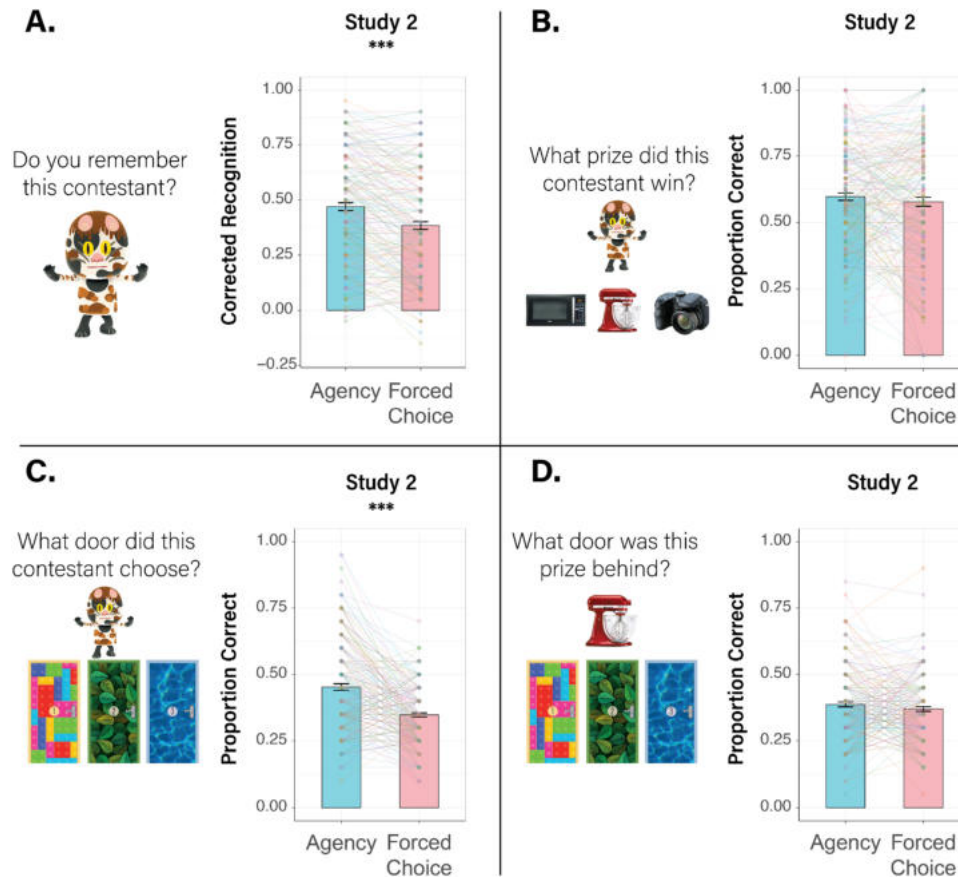 A.
Study 2
***
Do you remember
this contestant?
Corrected Recognition
1.00
0.75
0.50
0.25
0.00
−0.25
Agency
Forced
Choice
B.
Study 2
What prize did this
contestant win?
Proportion Correct
1.00
0.75
0.50
0.25
0.00
Agency
Forced
Choice
C.
Study 2
***
What door did this
contestant choose?
Proportion Correct
1.00
0.75
0.50
0.25
0.00
Agency
Forced
Choice
D.
Study 2
What door was this
prize behind?
Proportion Correct
1.00
0.75
0.50
0.25
0.00
Agency
Forced
Choice